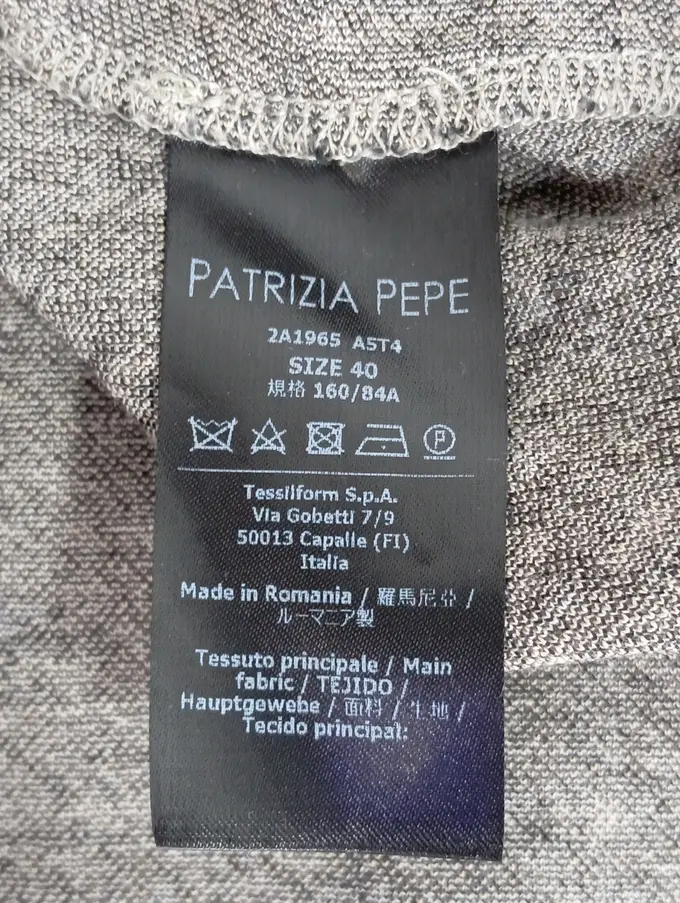 PATRIZIA PEPE
2A1965 A5T4
SIZE 40
規格 160/84A
P
Tessilform S.p.A.
Via Gobetti 7/9
50013 Capalle (FI)
Italia
Made in Romania / 羅馬尼亞 /
ルーマニア製
Tessuto principale / Main
fabric / TEJIDO /
Hauptgewebe / 面料 / 生地 /
Tecido principal: